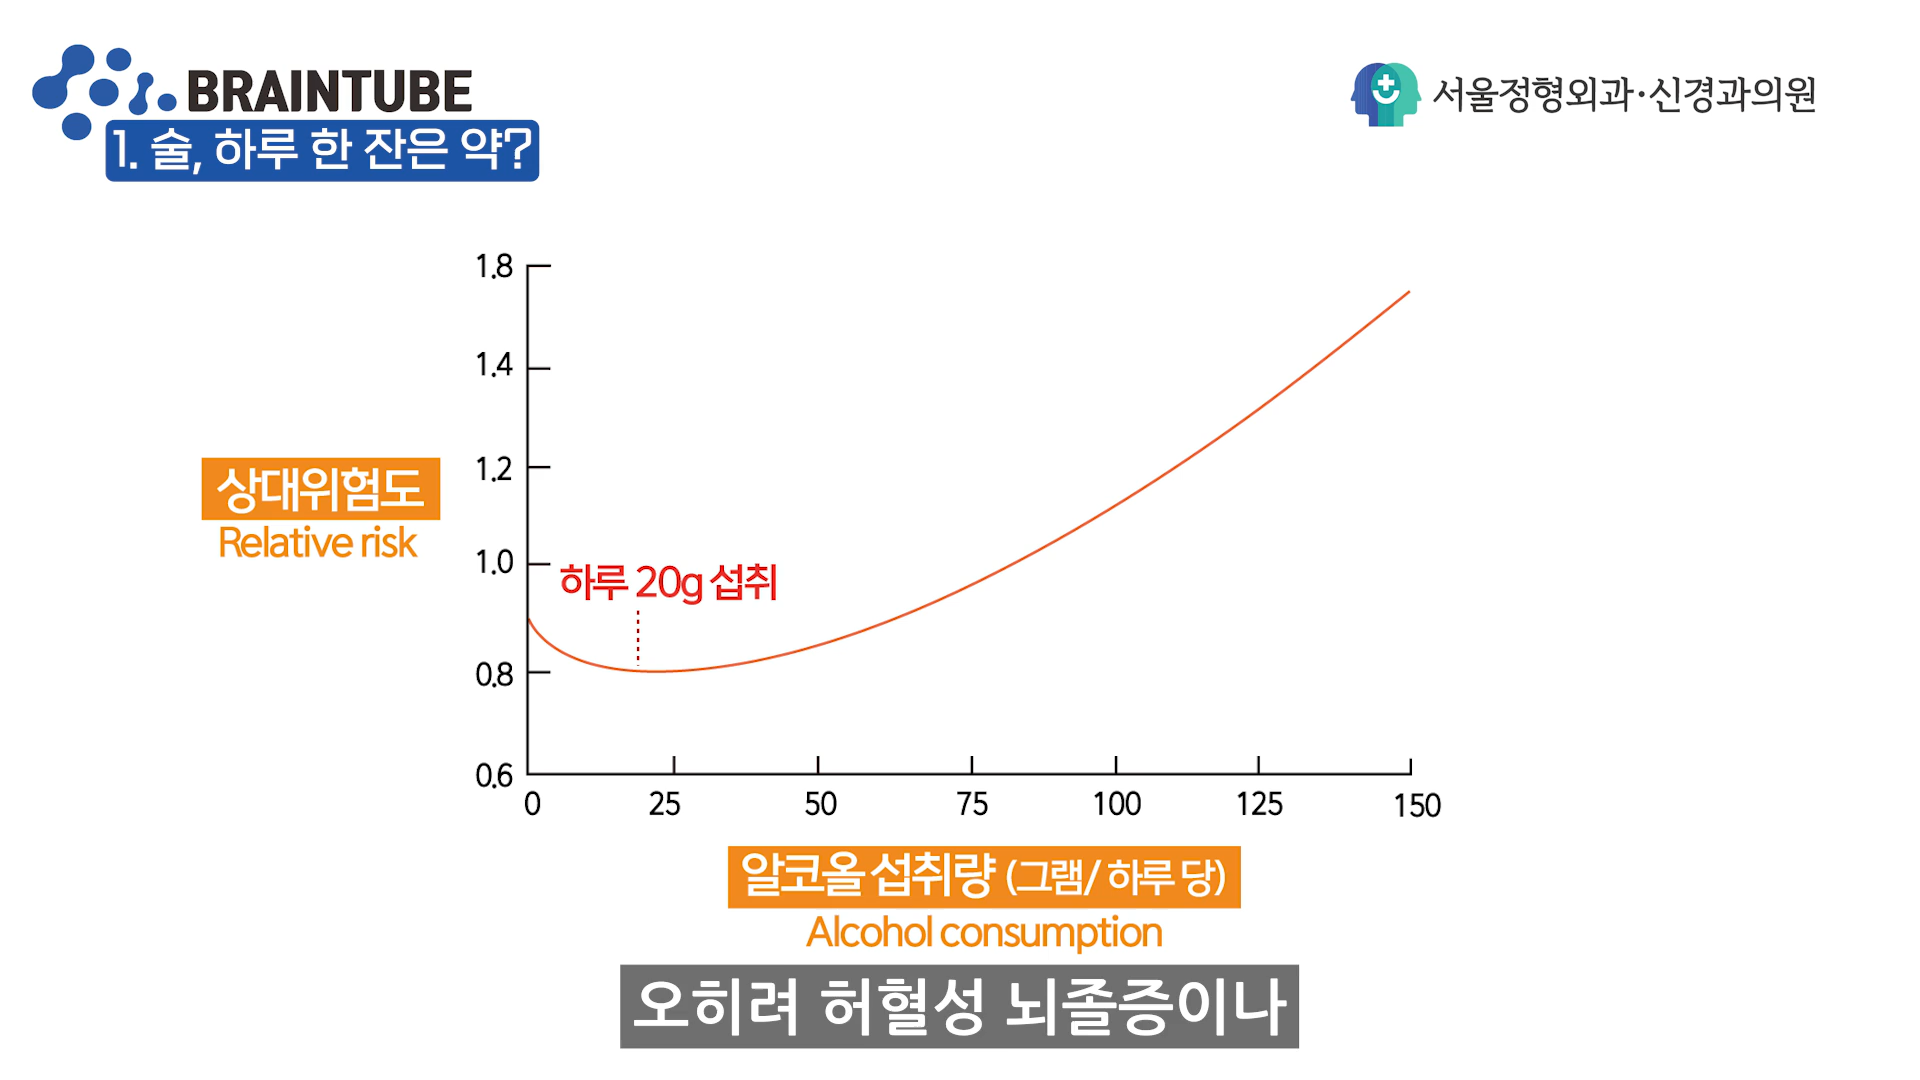 BRAINTUBE
1. 술, 하루 한 잔은 약?
서울정형외과·신경과의원
1.8
1.4
1.2
1.0
0.8
0.6
상대위험도
Relative risk
하루 20g 섭취
0 25 50 75 100 125 150
알코올 섭취량 (그램/ 하루 당)
Alcohol consumption
오히려 허혈성 뇌졸증이나